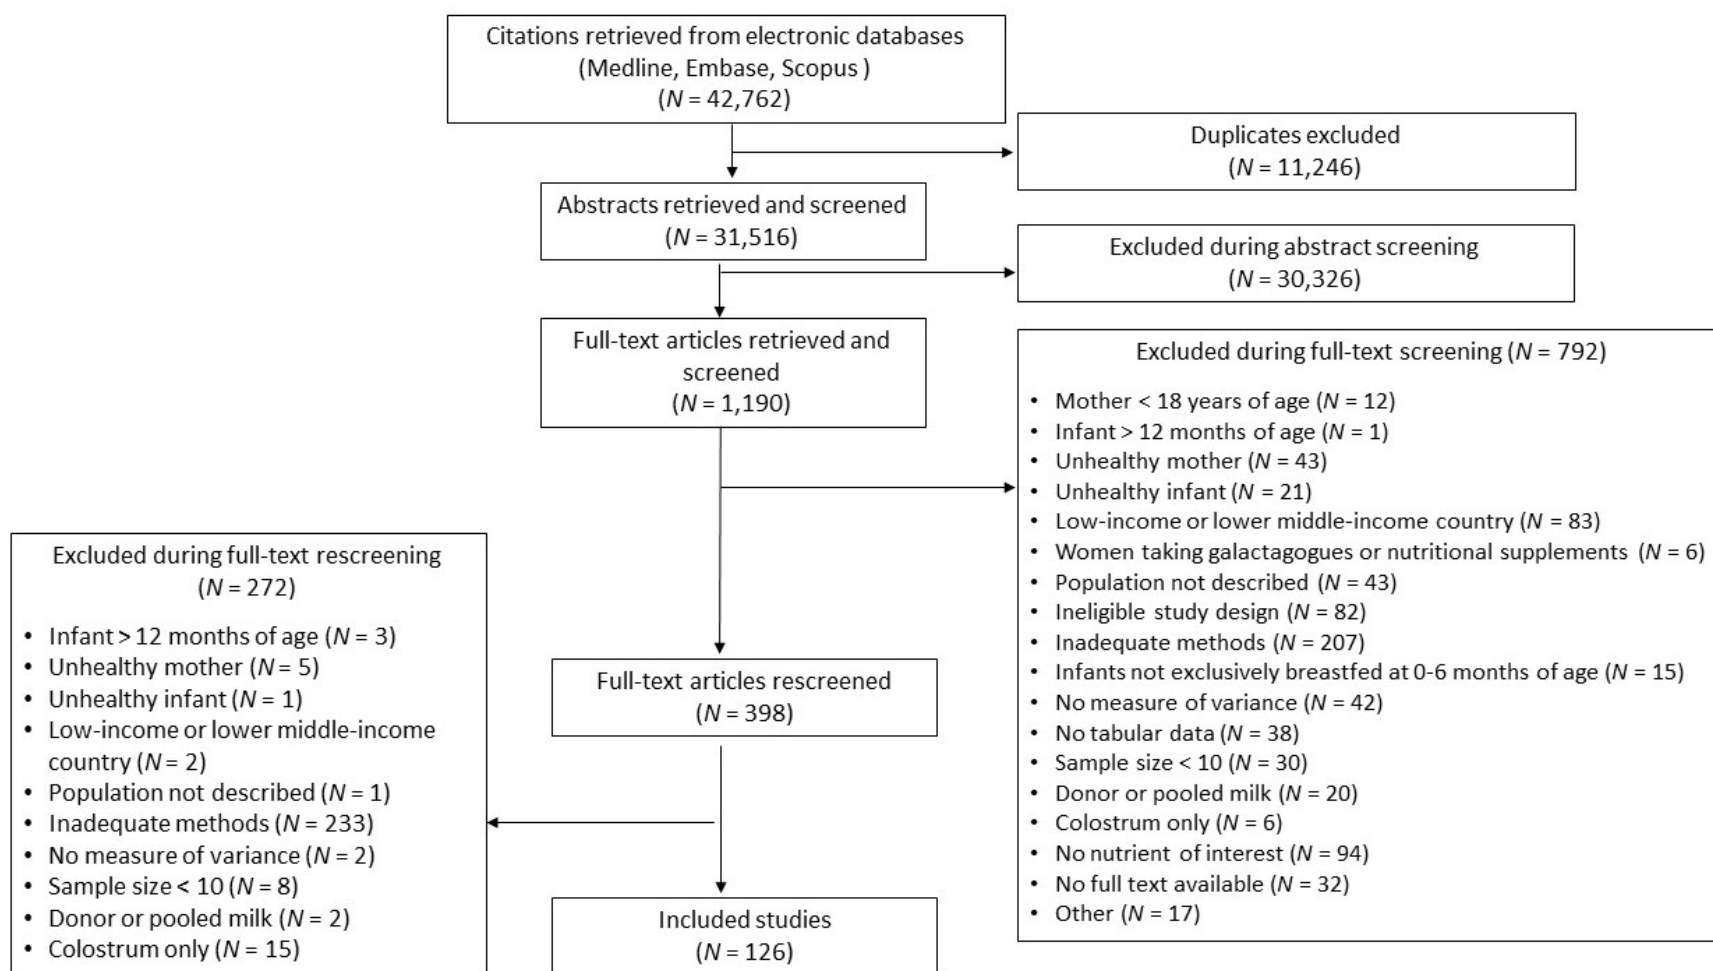 Citations retrieved from electronic databases
(Medline, Embase, Scopus )
(N = 42,762)
Duplicates excluded
(N = 11,246)
Abstracts retrieved and screened
(N = 31,516)
Excluded during abstract screening
(N = 30,326)
Full-text articles retrieved and
screened
(N = 1,190)
Excluded during full-text screening (N = 792)
• Mother < 18 years of age (N = 12)
• Infant > 12 months of age (N = 1)
• Unhealthy mother (N = 43)
• Unhealthy infant (N = 21)
• Low-income or lower middle-income country (N = 83)
• Women taking galactagogues or nutritional supplements (N = 6)
• Population not described (N = 43)
• Ineligible study design (N = 82)
• Inadequate methods (N = 207)
• Infants not exclusively breastfed at 0-6 months of age (N = 15)
• No measure of variance (N = 42)
• No tabular data (N = 38)
• Sample size < 10 (N = 30)
• Donor or pooled milk (N = 20)
• Colostrum only (N = 6)
• No nutrient of interest (N = 94)
• No full text available (N = 32)
• Other (N = 17)
Full-text articles rescreened
(N = 398)
Excluded during full-text rescreening
(N = 272)
• Infant > 12 months of age (N = 3)
• Unhealthy mother (N = 5)
• Unhealthy infant (N = 1)
• Low-income or lower middle-income
country (N = 2)
• Population not described (N = 1)
• Inadequate methods (N = 233)
• No measure of variance (N = 2)
• Sample size < 10 (N = 8)
• Donor or pooled milk (N = 2)
• Colostrum only (N = 15)
Included studies
(N = 126)